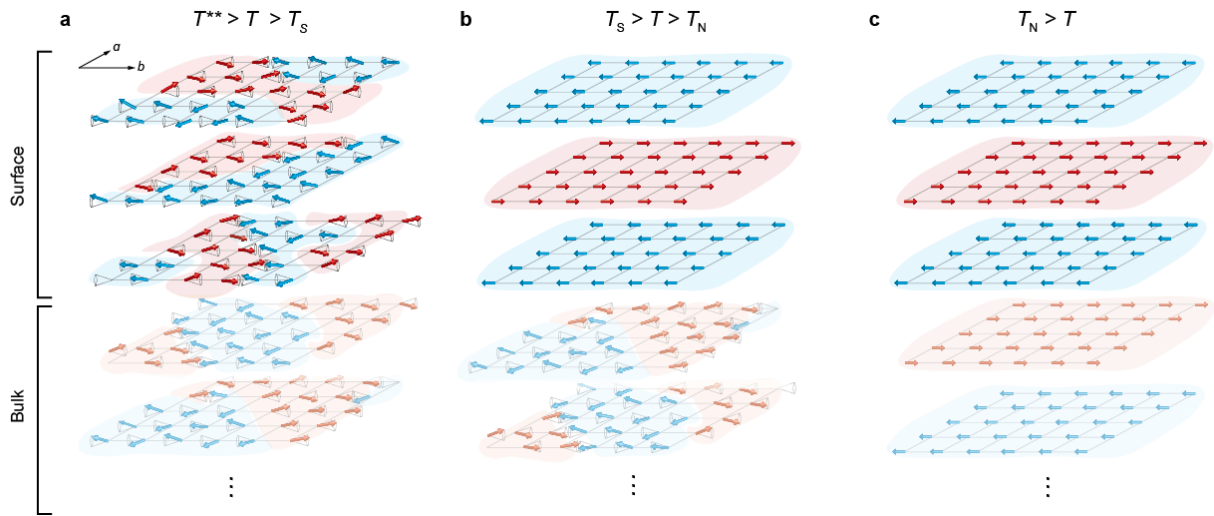 a T** > T > TS
b TS > T > TN
c TN > T
a
b
Surface
Bulk
⋮ ⋮ ⋮